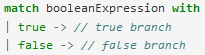 match booleanExpression with
| true -> // true branch
| false -> // false branch